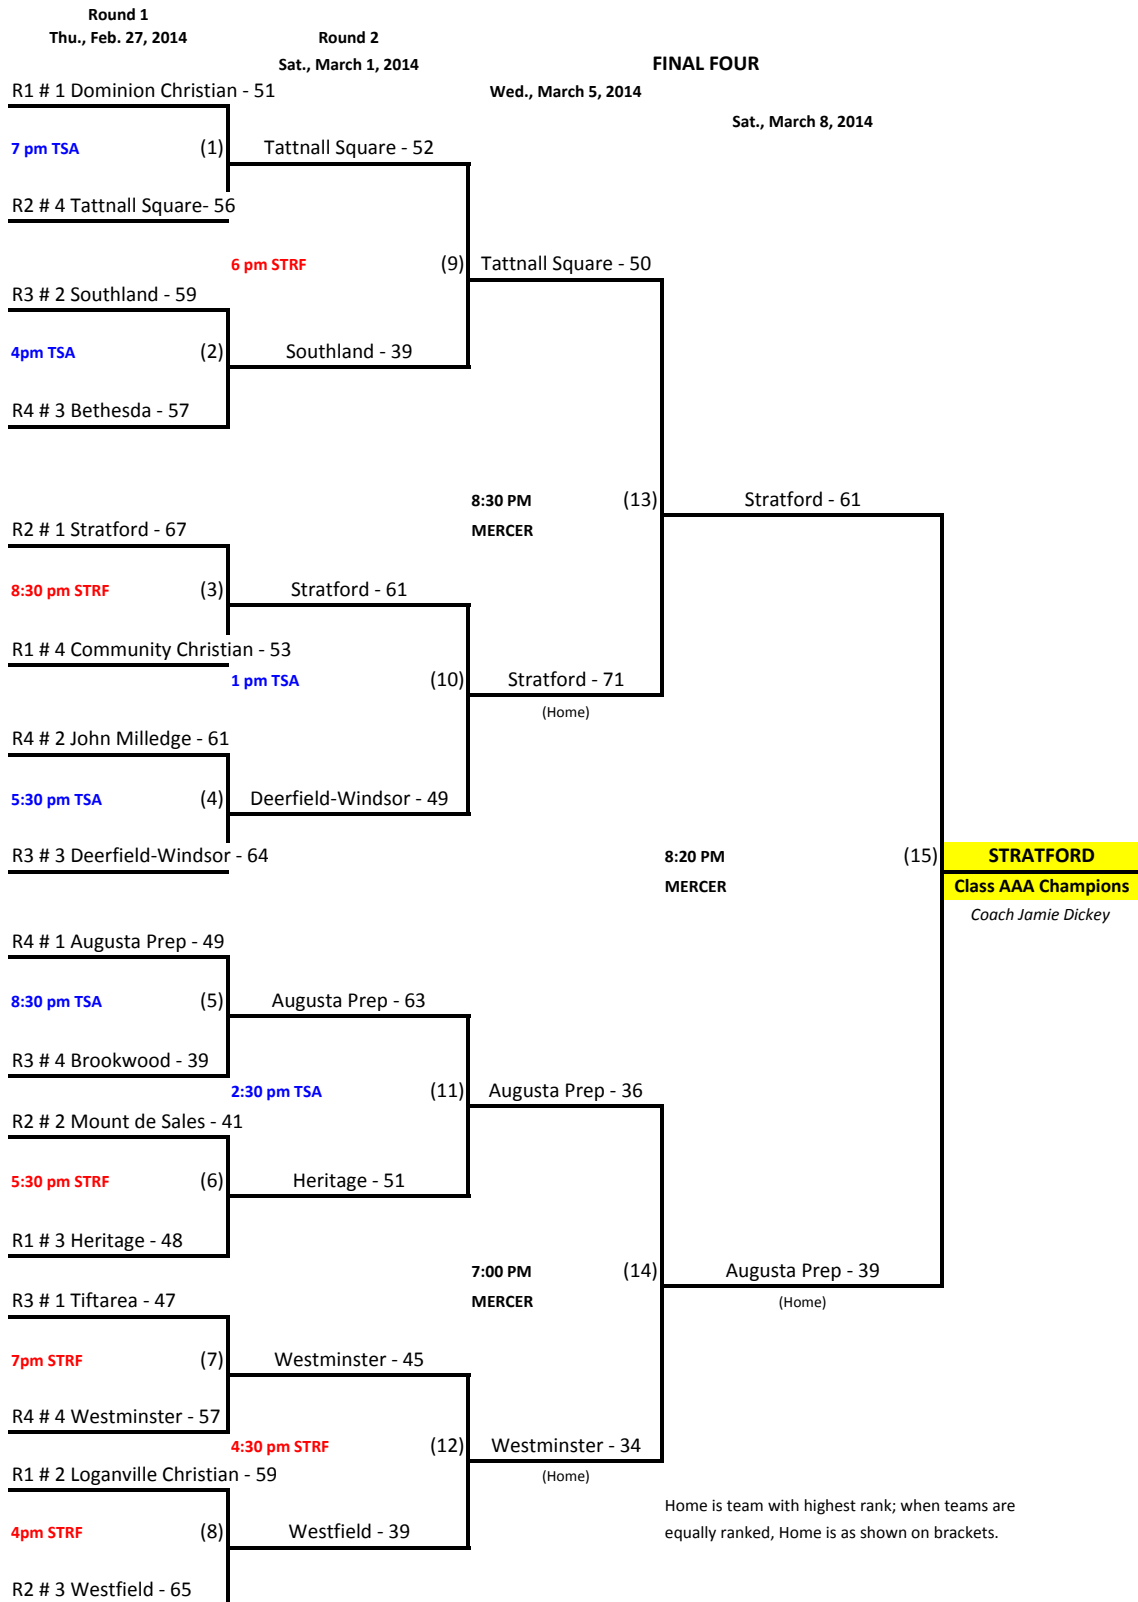 Round 1
Thu., Feb. 27, 2014
Round 2
Sat., March 1, 2014
FINAL FOUR
Wed., March 5, 2014
Sat., March 8, 2014
R1 # 1 Dominion Christian - 51
7 pm TSA (1)
Tattnall Square - 52
R2 # 4 Tattnall Square- 56
6 pm STRF (9)
Tattnall Square - 50
R3 # 2 Southland - 59
4pm TSA (2)
Southland - 39
R4 # 3 Bethesda - 57
8:30 PM (13)
MERCER
Stratford - 61
R2 # 1 Stratford - 67
8:30 pm STRF (3)
Stratford - 61
R1 # 4 Community Christian - 53
1 pm TSA (10)
Stratford - 71
(Home)
R4 # 2 John Milledge - 61
5:30 pm TSA (4)
Deerfield-Windsor - 49
R3 # 3 Deerfield-Windsor - 64
8:20 PM (15)
MERCER
STRATFORD
Class AAA Champions
Coach Jamie Dickey
R4 # 1 Augusta Prep - 49
8:30 pm TSA (5)
Augusta Prep - 63
R3 # 4 Brookwood - 39
2:30 pm TSA (11)
Augusta Prep - 36
R2 # 2 Mount de Sales - 41
5:30 pm STRF (6)
Heritage - 51
R1 # 3 Heritage - 48
7:00 PM (14)
MERCER
Augusta Prep - 39
(Home)
R3 # 1 Tiftarea - 47
7pm STRF (7)
Westminster - 45
R4 # 4 Westminster - 57
4:30 pm STRF (12)
Westminster - 34
(Home)
R1 # 2 Loganville Christian - 59
4pm STRF (8)
Westfield - 39
R2 # 3 Westfield - 65
Home is team with highest rank; when teams are
equally ranked, Home is as shown on brackets.